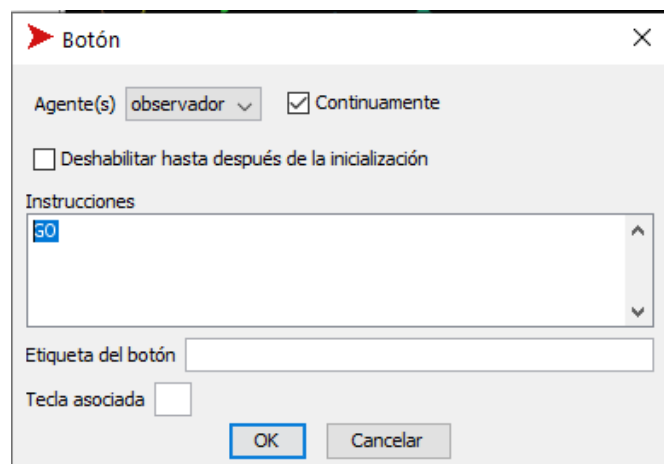 Botón
Agente(s) observador Continuamente
Deshabilitar hasta después de la inicialización
Instrucciones
GO
Etiqueta del botón
Tecla asociada
OK Cancelar